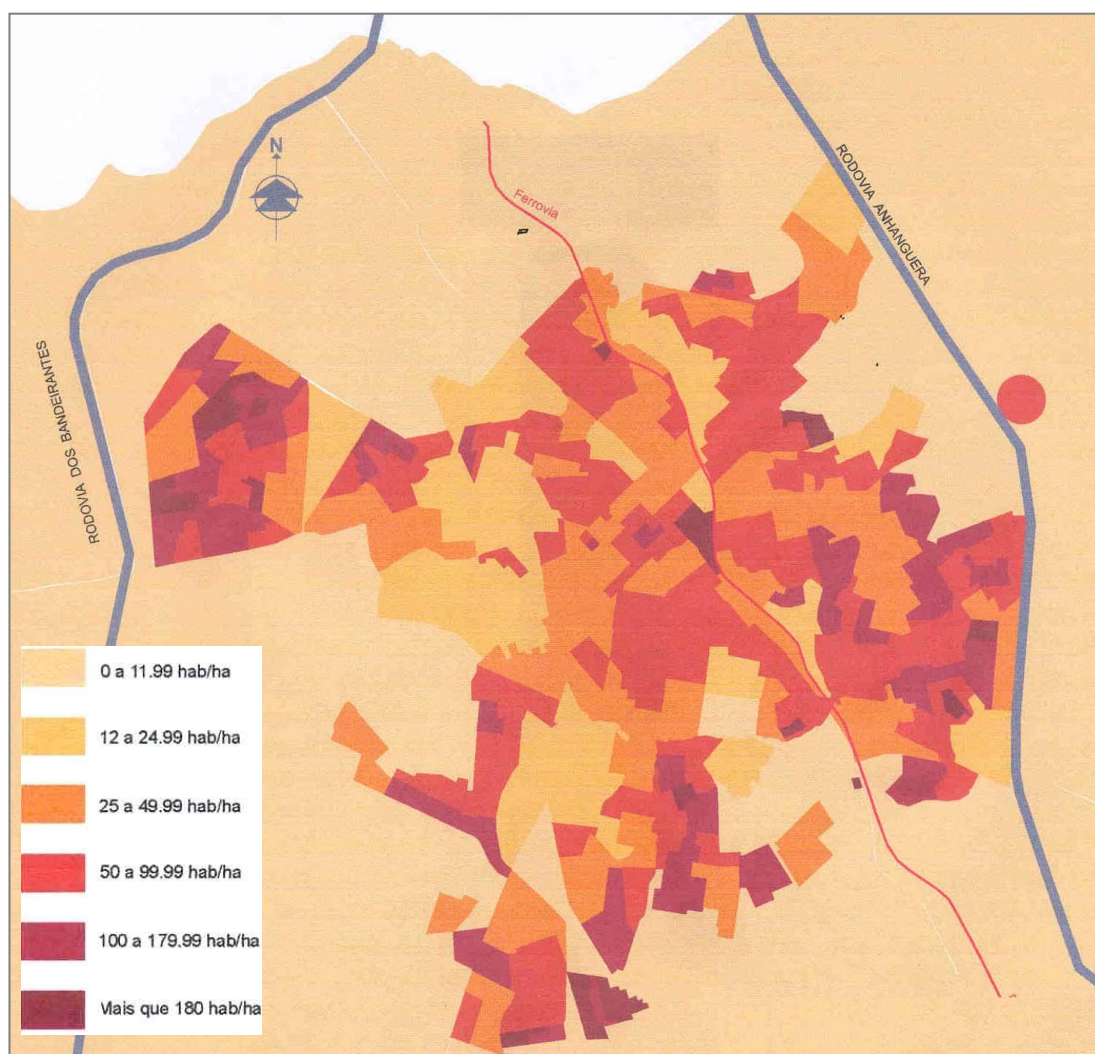 N
Ferrovia
RODOVIA ANHANGUERA
RODOVIA DOS BANDEIRANTES
0 a 11.99 hab/ha
12 a 24.99 hab/ha
25 a 49.99 hab/ha
50 a 99.99 hab/ha
100 a 179.99 hab/ha
Mais que 180 hab/ha